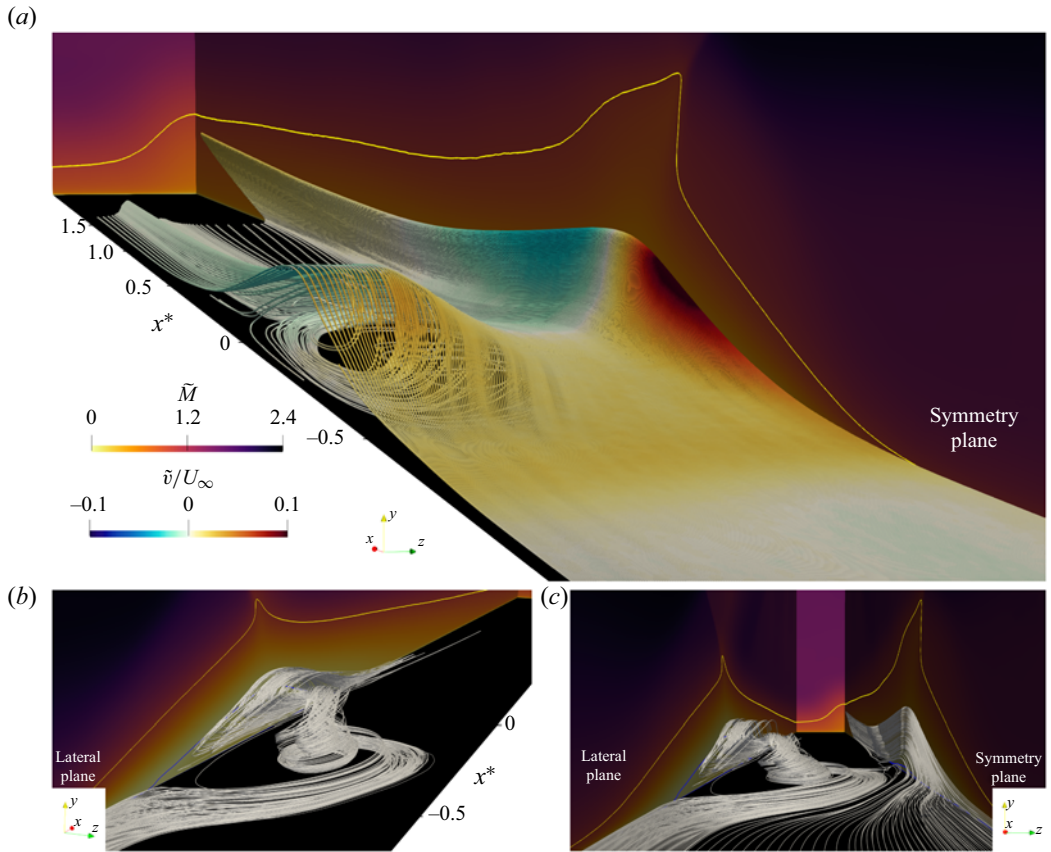 (a)
1.5
1.0
0.5
x*
0
–0.5
M̃
0 1.2 2.4
ṽ/U∞
–0.1 0 0.1
Symmetry
plane
y
x z
(b) (c)
0
x*
–0.5
Lateral
plane
y
x
z
Lateral
plane
Symmetry
plane
y
x
z